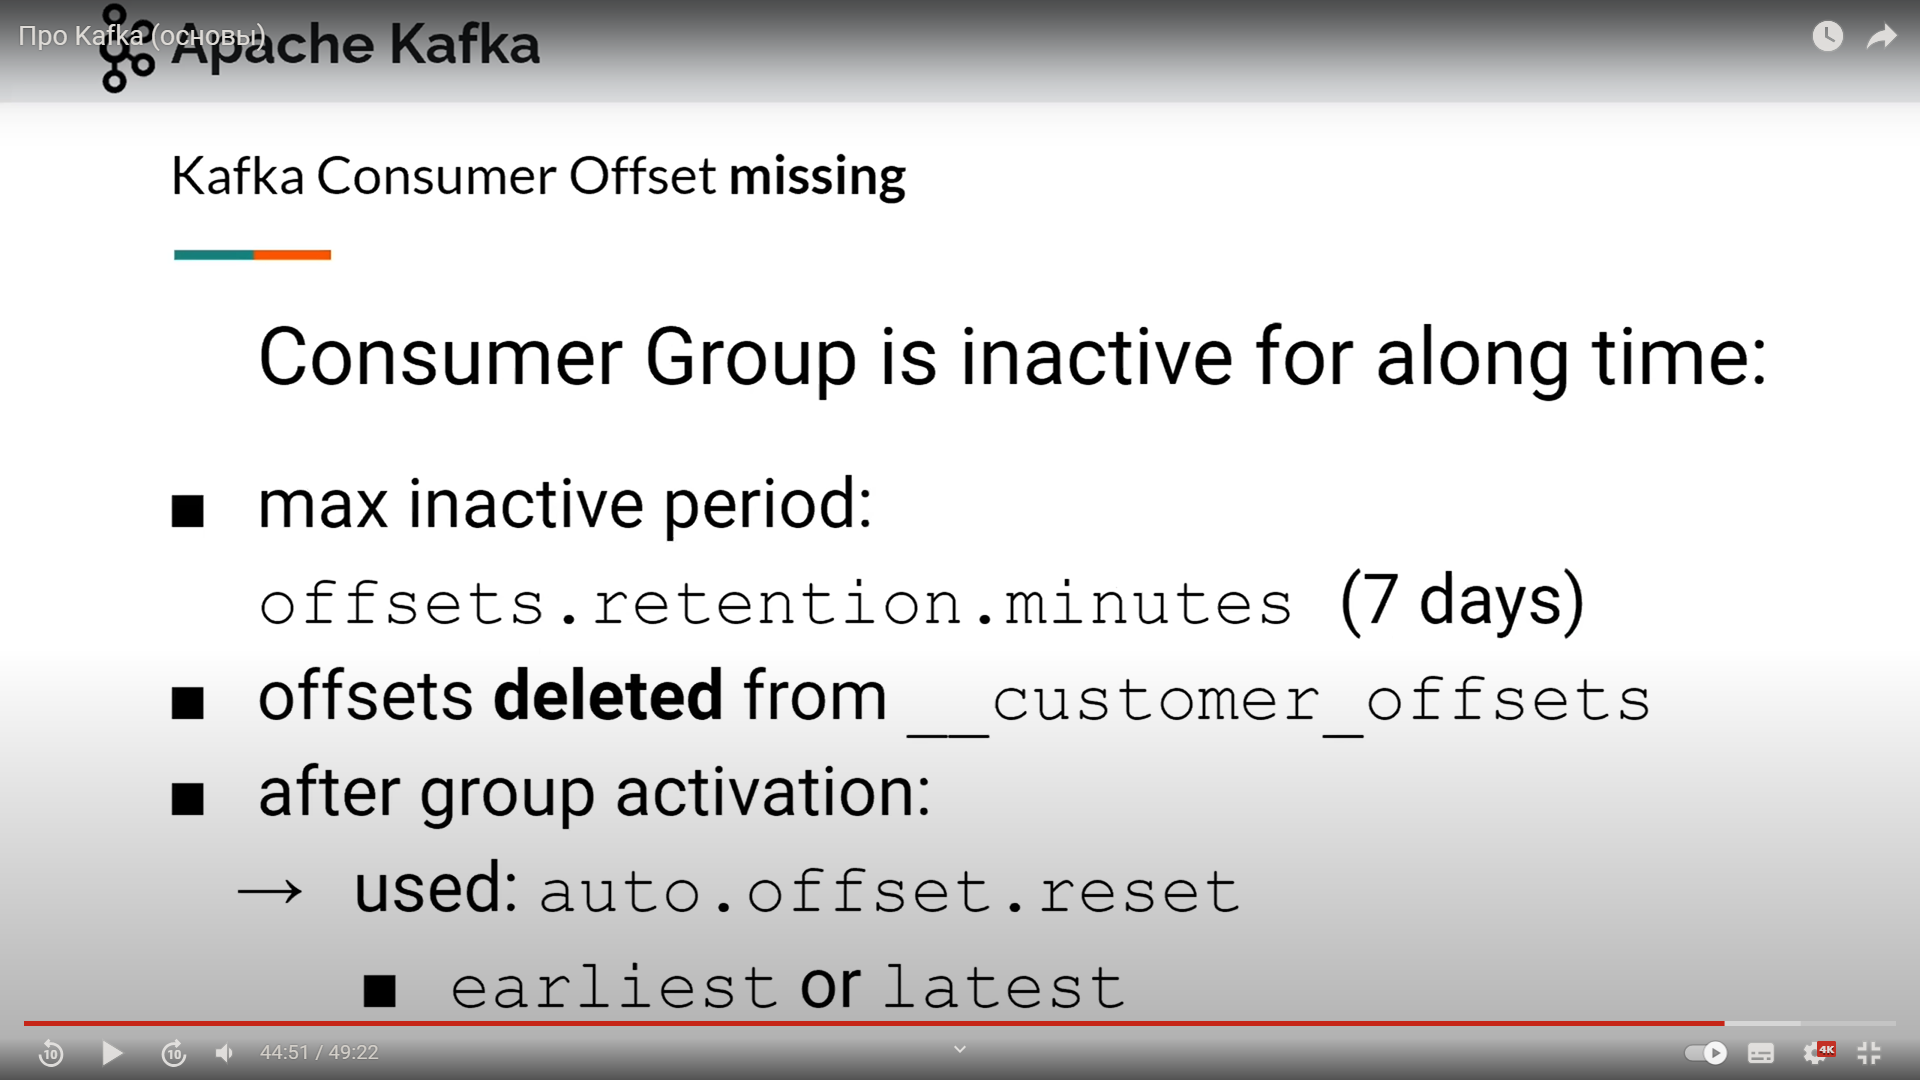 Про Kafka (основы)
Apache Kafka
Kafka Consumer Offset missing
Consumer Group is inactive for along time:
■ max inactive period:
offsets.retention.minutes (7 days)
■ offsets deleted from __customer_offsets
■ after group activation:
→ used: auto.offset.reset
■ earliest or latest
10
10
44:51 / 49:22
4K